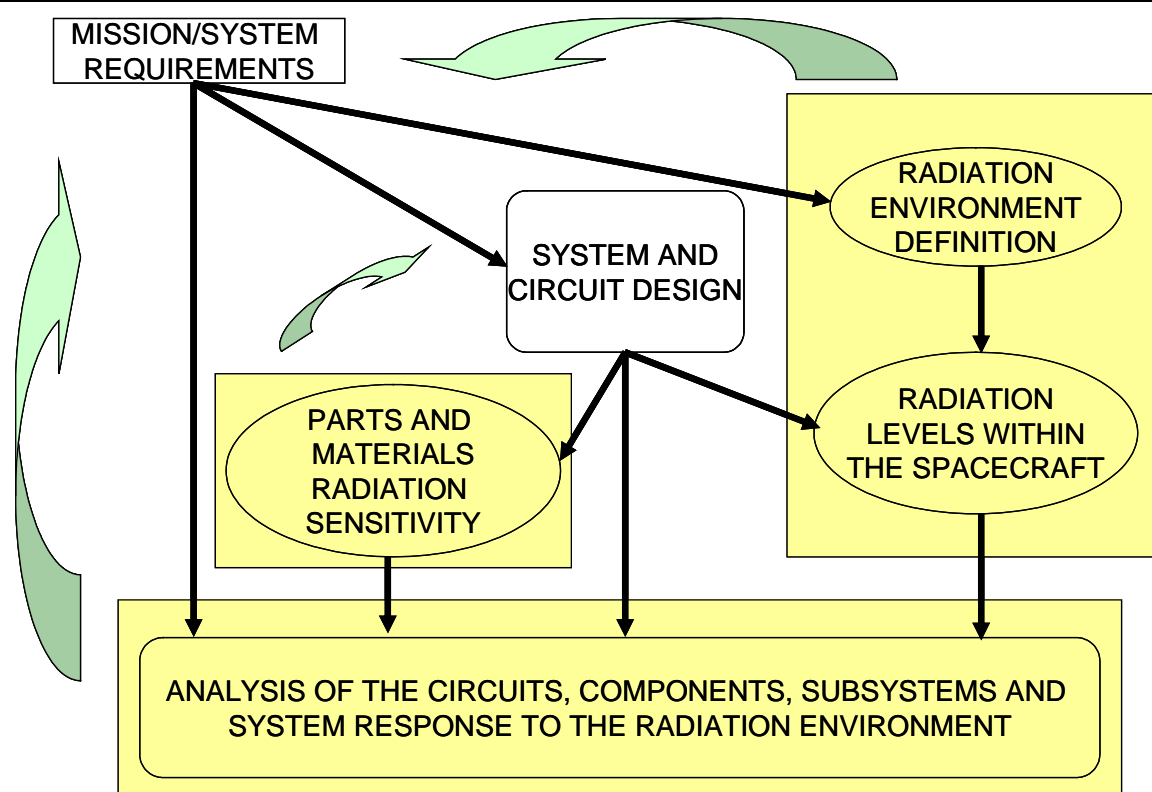 MISSION/SYSTEM
REQUIREMENTS
RADIATION
ENVIRONMENT
DEFINITION
SYSTEM AND
CIRCUIT DESIGN
RADIATION
LEVELS WITHIN
THE SPACECRAFT
PARTS AND
MATERIALS
RADIATION
SENSITIVITY
ANALYSIS OF THE CIRCUITS, COMPONENTS, SUBSYSTEMS AND
SYSTEM RESPONSE TO THE RADIATION ENVIRONMENT